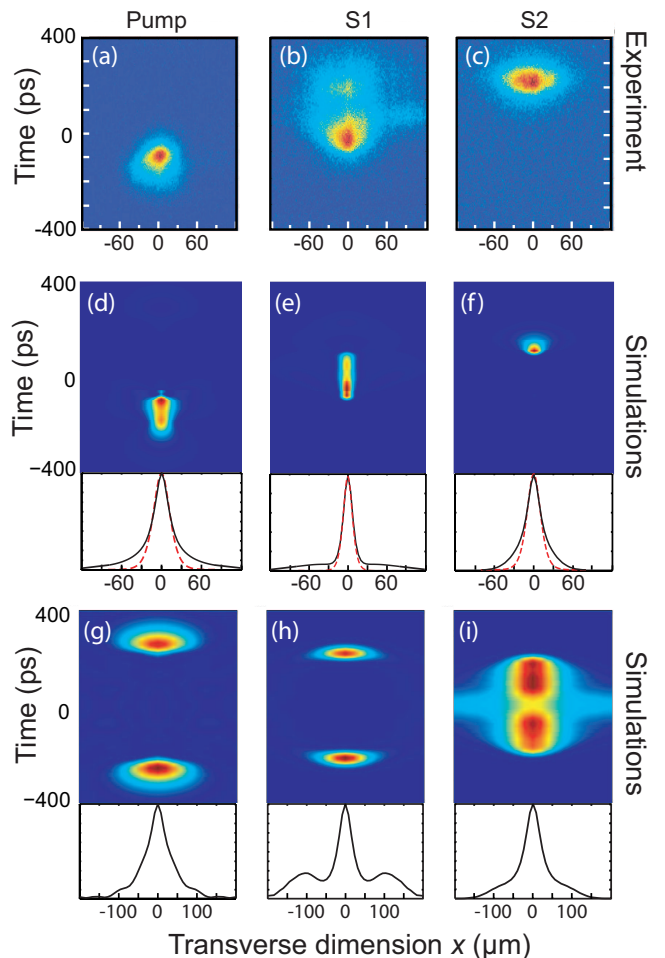 Pump S1 S2
(a) (b) (c)
400
0
-400
Time (ps)
Experiment
-60 0 60 -60 0 60 -60 0 60
(d) (e) (f)
400
0
−400
Time (ps)
Simulations
-60 0 60 -60 0 60 -60 0 60
(g) (h) (i)
400
0
−400
Time (ps)
Simulations
-100 0 100 -100 0 100 -100 0 100
Transverse dimension x (μm)